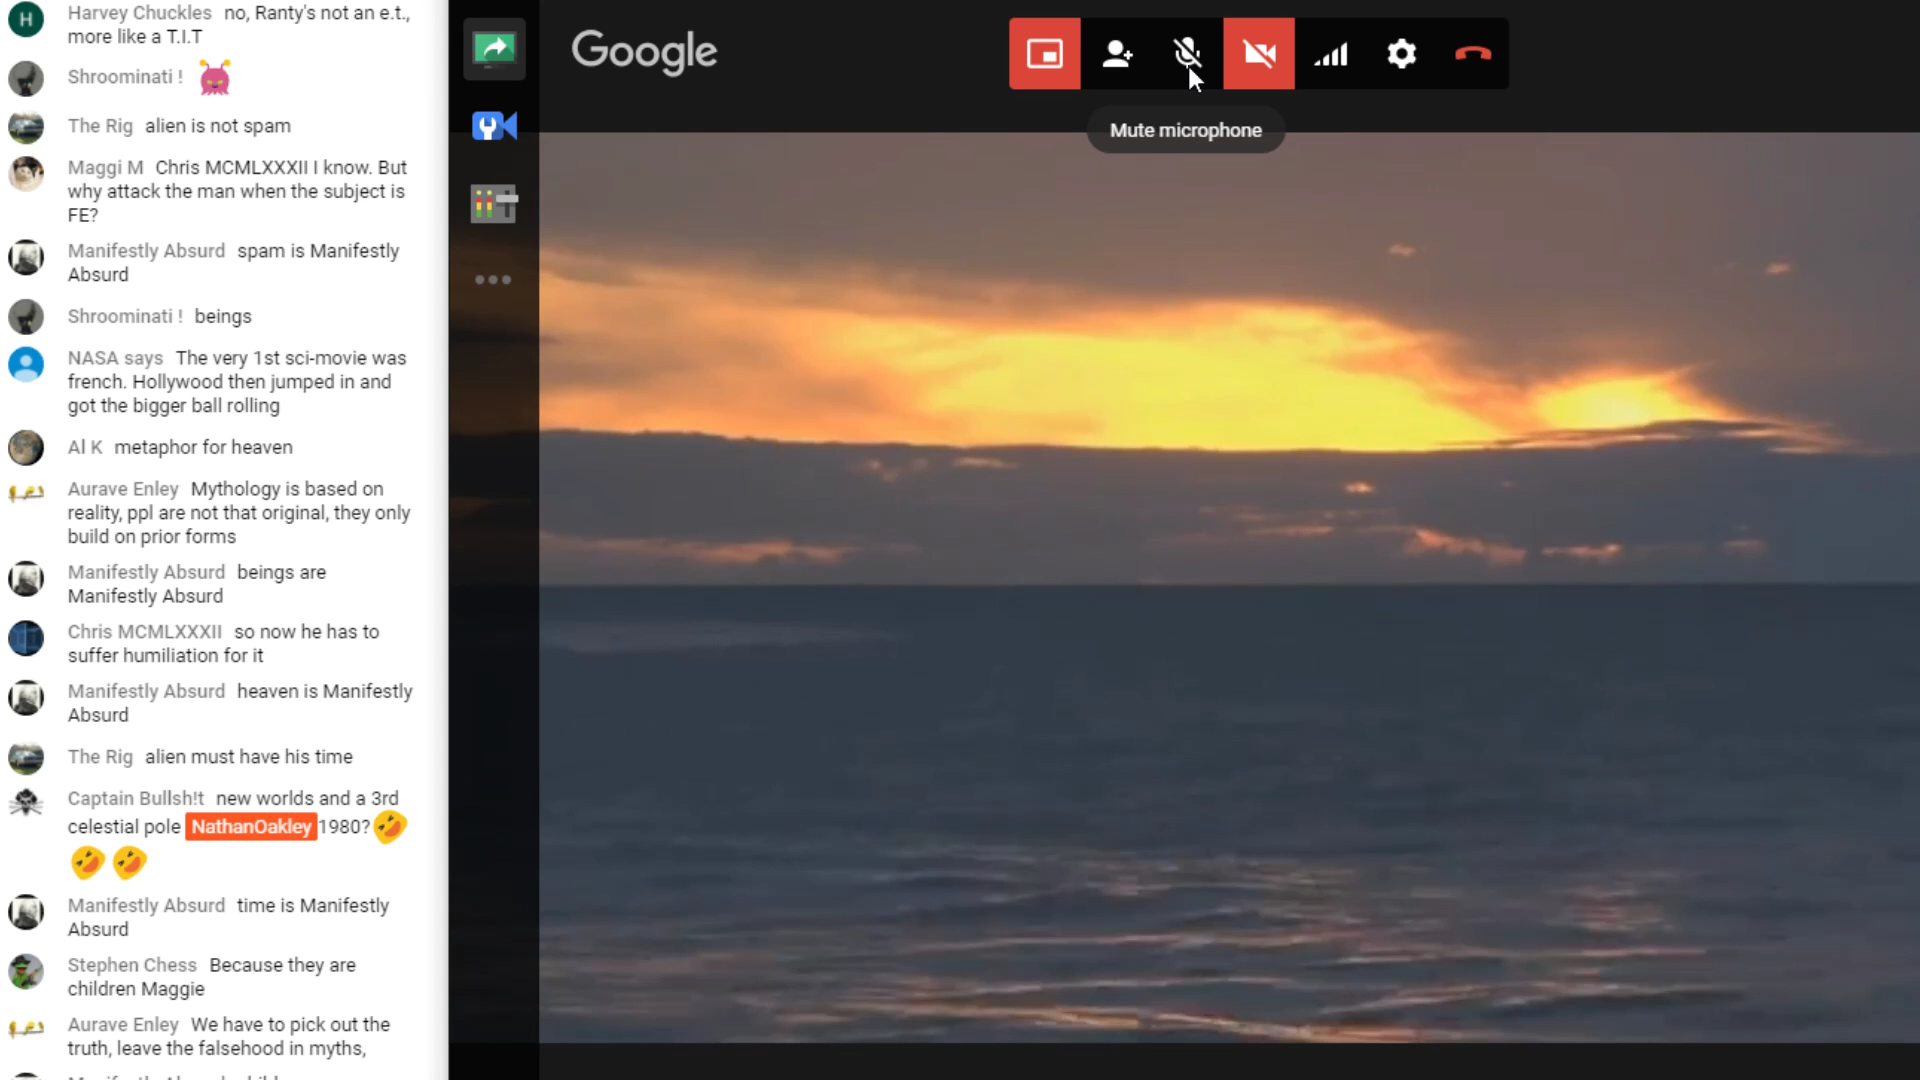 Harvey Chuckles no, Ranty's not an e.t.,
more like a T.I.T
Shroominati !
The Rig alien is not spam
Maggi M Chris MCMLXXXII I know. But
why attack the man when the subject is
FE?
Manifestly Absurd spam is Manifestly
Absurd
Shroominati ! beings
NASA says The very 1st sci-movie was
french. Hollywood then jumped in and
got the bigger ball rolling
Al K metaphor for heaven
Aurave Enley Mythology is based on
reality, ppl are not that original, they only
build on prior forms
Manifestly Absurd beings are
Manifestly Absurd
Chris MCMLXXXII so now he has to
suffer humiliation for it
Manifestly Absurd heaven is Manifestly
Absurd
The Rig alien must have his time
Captain Bullsh!t new worlds and a 3rd
celestial pole NathanOakley 1980?
Manifestly Absurd time is Manifestly
Absurd
Stephen Chess Because they are
children Maggie
Aurave Enley We have to pick out the
truth, leave the falsehood in myths,
H
Google
Mute microphone